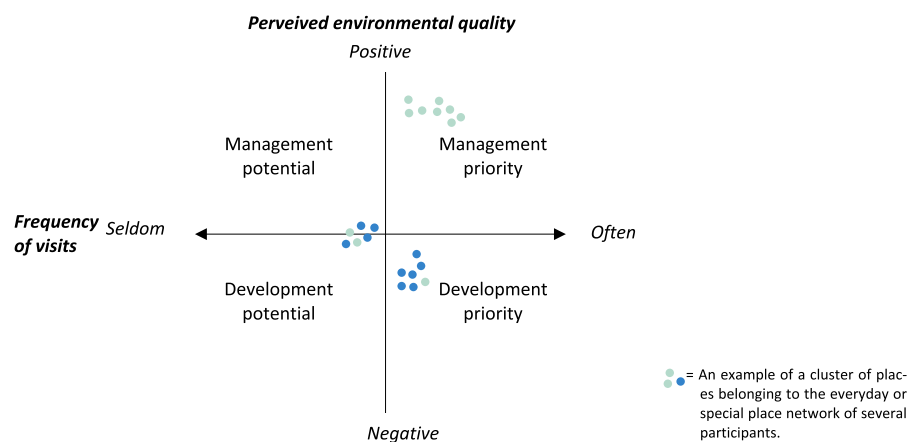 Perveived environmental quality
Positive
Management
potential
Management
priority
Frequency
of visits
Seldom
Often
Development
potential
Development
priority
= An example of a cluster of plac-
es belonging to the everyday or
special place network of several
participants.
Negative